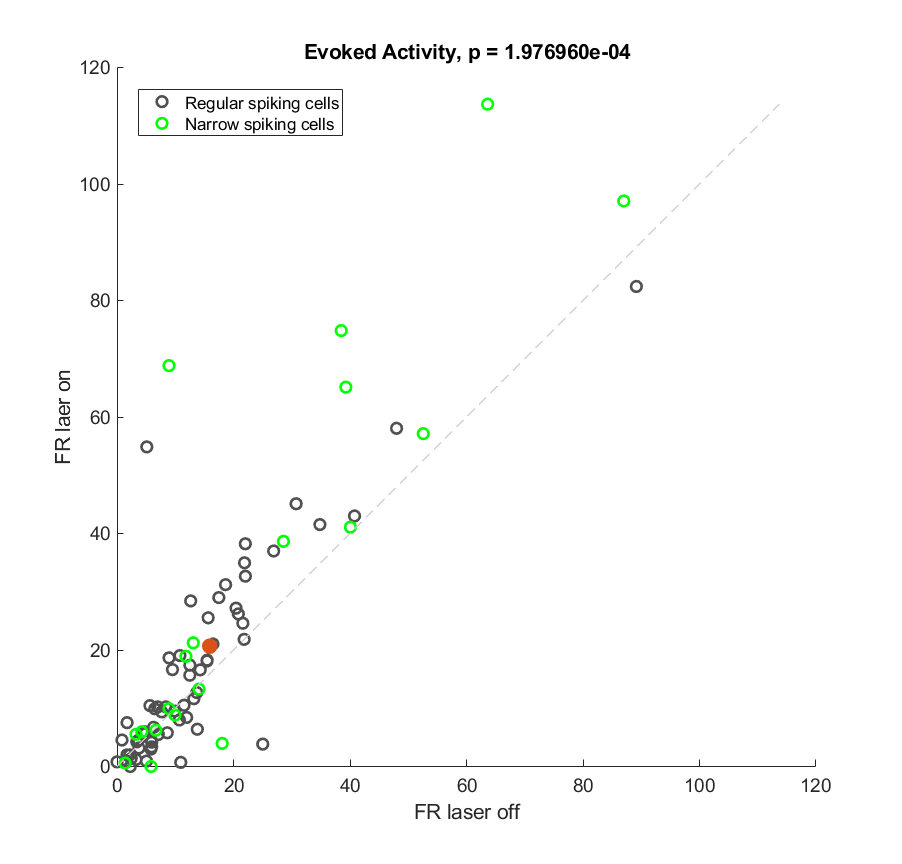 Evoked Activity, p = 1.976960e-04
120
Regular spiking cells
Narrow spiking cells
100
80
60
40
20
0
FR laer on
0 20 40 60 80 100 120
FR laser off